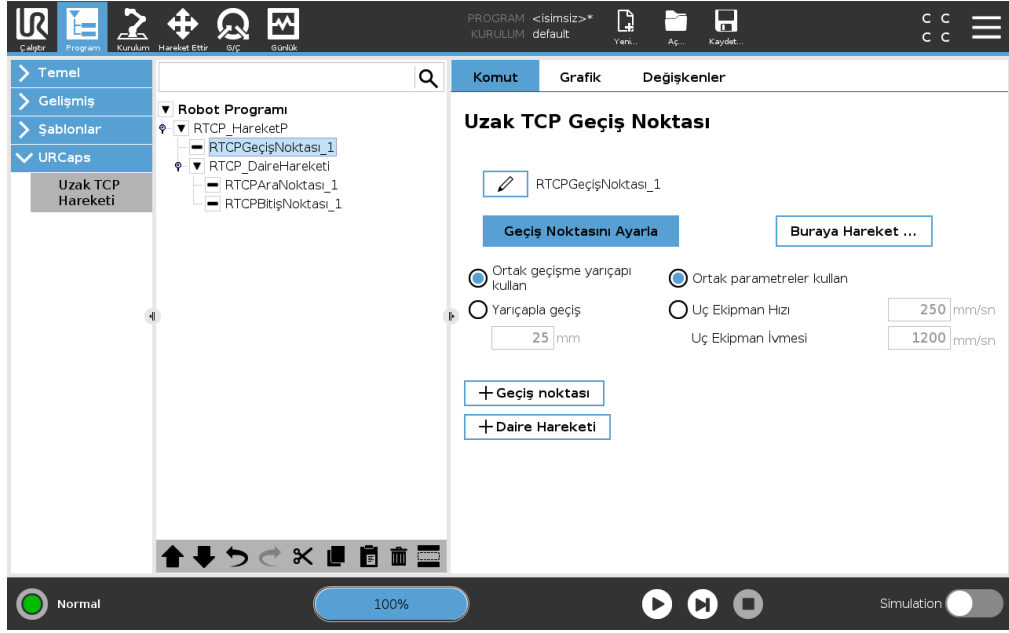 UR
Çalıştır
Program
Kurulum
Hareket Ettir
G/Ç
Günlük
PROGRAM <isimsiz>*
KURULUM default
Yeni...
Aç...
Kaydet...
C C
C C
Temel
Gelişmiş
Şablonlar
URCaps
Uzak TCP
Hareketi
Robot Programı
RTCP_HareketP
RTCPGeçişNoktası_1
RTCP_DaireHareketi
RTCPAraNoktası_1
RTCPBitişNoktası_1
Komut
Grafik
Değişkenler
Uzak TCP Geçiş Noktası
RTCPGeçişNoktası_1
Geçiş Noktasını Ayarla
Buraya Hareket ...
Ortak geçişme yarıçapı
kullan
Ortak parametreler kullan
Yarıçapla geçiş
Uç Ekipman Hızı
250 mm/sn
25 mm
Uç Ekipman İvmesi
1200 mm/sn
+ Geçiş noktası
+ Daire Hareketi
Normal
100%
Simulation